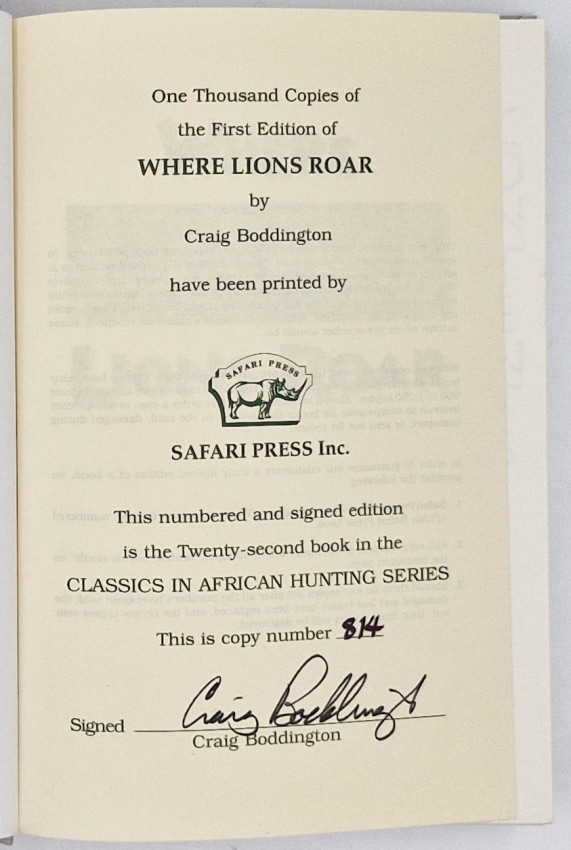 One Thousand Copies of
the First Edition of
WHERE LIONS ROAR
by
Craig Boddington
have been printed by
SAFARI PRESS
SAFARI PRESS Inc.
This numbered and signed edition
is the Twenty-second book in the
CLASSICS IN AFRICAN HUNTING SERIES
This is copy number 814
Signed Craig Boddington
Craig Boddington